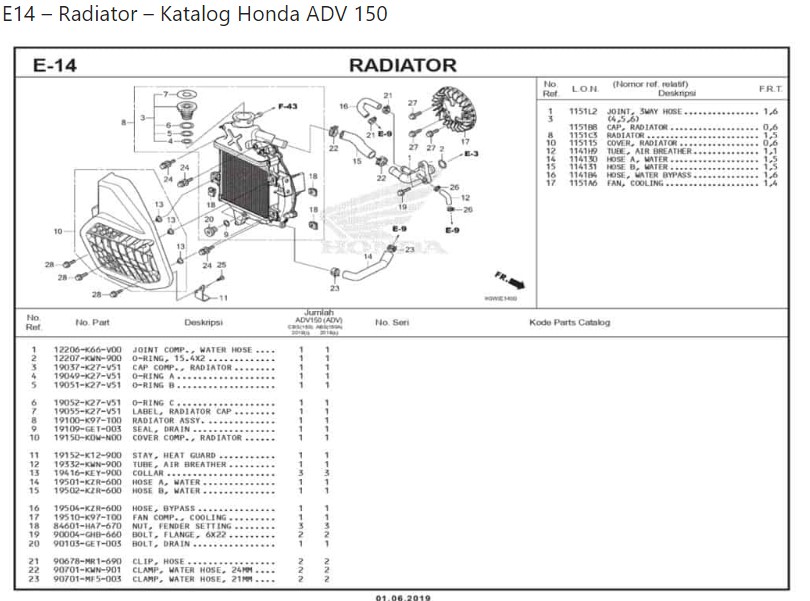 E14 – Radiator – Katalog Honda ADV 150
E-14 RADIATOR
No. Ref. L.O.N. (Nomor ref. relatif) Deskripsi F.R.T.
1 1151L2 JOINT, 3WAY HOSE 1,6
3 (4,5,6)
1151B8 CAP, RADIATOR 0,6
8 1151C3 RADIATOR 1,5
10 115115 COVER, RADIATOR 0,6
12 1141H9 TUBE, AIR BREATHER 1,1
14 114130 HOSE A, WATER 1,5
15 114131 HOSE B, WATER 1,5
16 1141B4 HOSE, WATER BYPASS 1,6
17 1151A6 FAN, COOLING 1,4
7
3
8
6
5
4
F-43
16
21
21
E-9
27
27
27
17
22
15
22
1
2
E-3
24
24
18
18
18
19
26
12
26
E-9
13
13
13
10
20
9
24
25
11
28
28
28
E-9
23
14
23
HONDA
FR.
No. Ref. No. Part Deskripsi Jumlah ADV150 (ADV) No. Seri Kode Parts Catalog
1 12206-K66-V00 JOINT COMP., WATER HOSE .... 1 1
2 12207-KWN-900 O-RING, 15.4X2 1 1
3 19037-K27-V51 CAP COMP., RADIATOR 1 1
4 19049-K27-V51 O-RING A 1 1
5 19051-K27-V51 O-RING B 1 1
6 19052-K27-V51 O-RING C 1 1
7 19055-K27-V51 LABEL, RADIATOR CAP 1 1
8 19100-K97-T00 RADIATOR ASSY. 1 1
9 19109-GET-003 SEAL, DRAIN 1 1
10 19150-K0W-N00 COVER COMP., RADIATOR 1 1
11 19152-K12-900 STAY, HEAT GUARD 1 1
12 19332-KWN-900 TUBE, AIR BREATHER 1 1
13 19416-KEY-900 COLLAR 3 3
14 19501-KZR-600 HOSE A, WATER 1 1
15 19502-KZR-600 HOSE B, WATER 1 1
16 19504-KZR-600 HOSE, BYPASS 1 1
17 19510-K97-T00 FAN COMP., COOLING 1 1
18 84601-HA7-670 NUT, FENDER SETTING 3 3
19 90004-GHB-660 BOLT, FLANGE, 6X22 2 2
20 90103-GET-003 BOLT, DRAIN 1 1
21 90678-MR1-690 CLIP, HOSE 2 2
22 90701-KWN-901 CLAMP, WATER HOSE, 24MM .... 2 2
23 90701-MF5-003 CLAMP, WATER HOSE, 21MM .... 2 2
01.06.2019